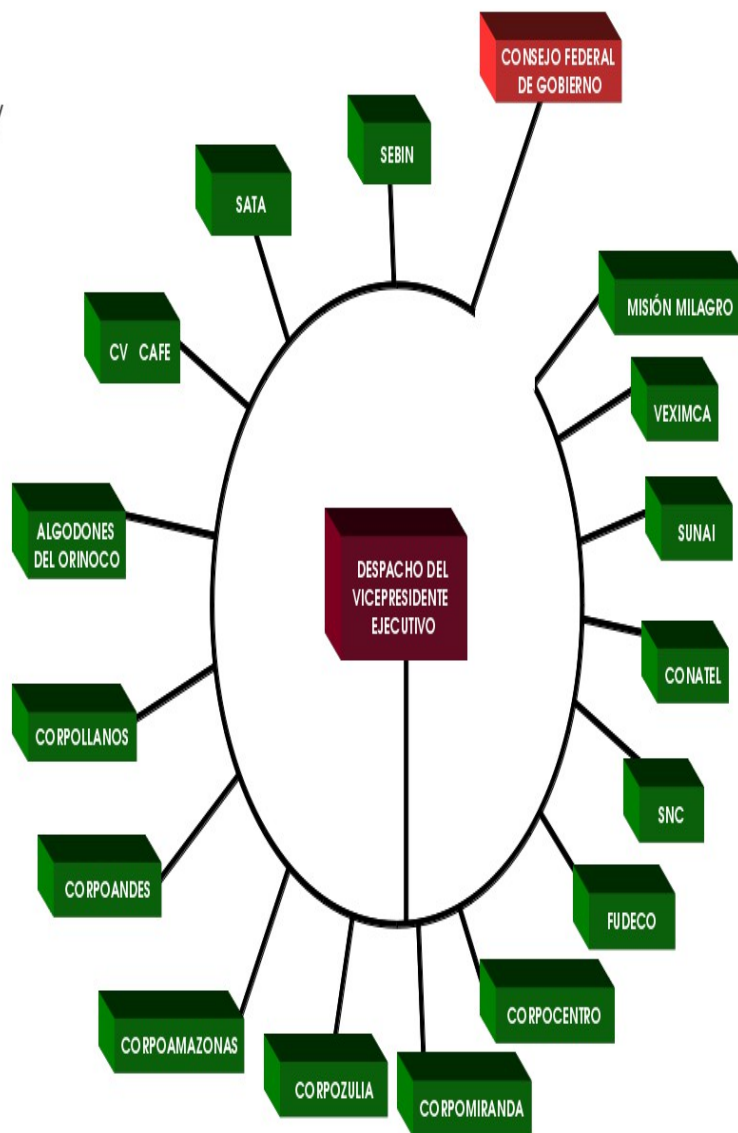 CONSEJO FEDERAL
DE GOBIERNO
SEBIN
SATA
MISIÓN MILAGRO
CV CAFE
VEXIMCA
ALGODONES
DEL ORINOCO
SUNAI
DESPACHO DEL
VICEPRESIDENTE
EJECUTIVO
CONATEL
CORPOLLANOS
SNC
CORPOANDES
FUDECO
CORPOCENTRO
CORPOAMAZONAS
CORPOZULIA
CORPOMIRANDA